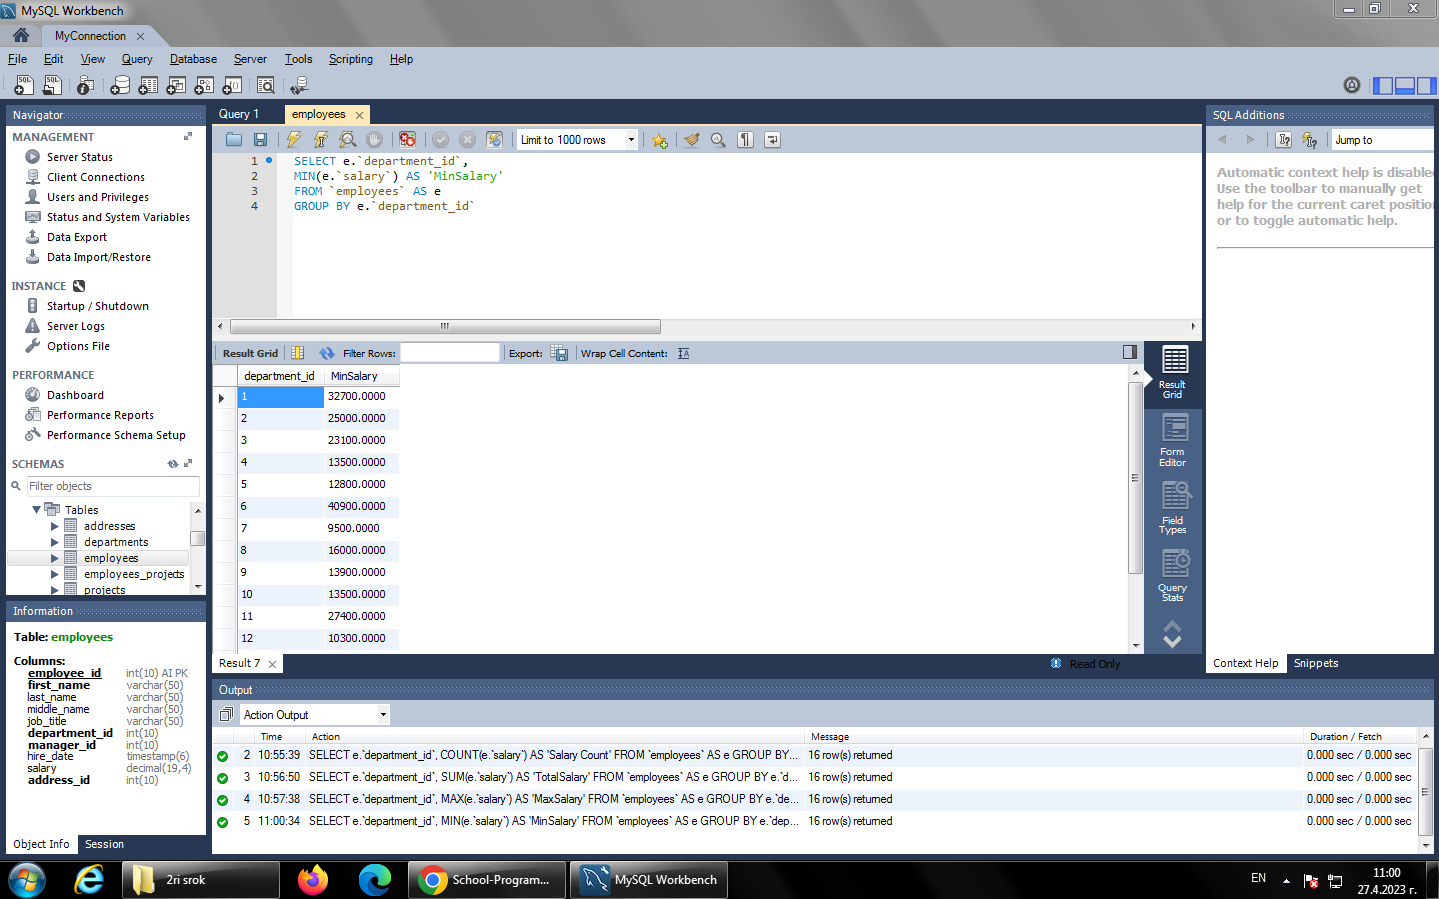 MySQL Workbench
MyConnection
File Edit View Query Database Server Tools Scripting Help
Navigator
MANAGEMENT
Server Status
Client Connections
Users and Privileges
Status and System Variables
Data Export
Data Import/Restore
INSTANCE
Startup / Shutdown
Server Logs
Options File
PERFORMANCE
Dashboard
Performance Reports
Performance Schema Setup
SCHEMAS
Filter objects
Tables
addresses
departments
employees
employees_projects
projects
Information
Table: employees
Columns:
employee_id int(10) AI PK
first_name varchar(50)
last_name varchar(50)
middle_name varchar(50)
job_title varchar(50)
department_id int(10)
manager_id int(10)
hire_date timestamp(6)
salary decimal(19,4)
address_id int(10)
Object Info Session
Query 1 employees
Limit to 1000 rows
1 SELECT e.`department_id`,
2 MIN(e.`salary`) AS 'MinSalary'
3 FROM `employees` AS e
4 GROUP BY e.`department_id`
Result Grid Filter Rows: Export: Wrap Cell Content:
department_id MinSalary
1 32700.0000
2 25000.0000
3 23100.0000
4 13500.0000
5 12800.0000
6 40900.0000
7 9500.0000
8 16000.0000
9 13900.0000
10 13500.0000
11 27400.0000
12 10300.0000
Result Grid
Form Editor
Field Types
Query Stats
Result 7 Read Only
SQL Additions
Jump to
Automatic context help is disable
Use the toolbar to manually get
help for the current caret position
or to toggle automatic help.
Context Help Snippets
Output
Action Output
Time Action Message Duration / Fetch
2 10:55:39 SELECT e.`department_id`, COUNT(e.`salary`) AS 'Salary Count' FROM `employees` AS e GROUP BY... 16 row(s) returned 0.000 sec / 0.000 sec
3 10:56:50 SELECT e.`department_id`, SUM(e.`salary`) AS 'TotalSalary' FROM `employees` AS e GROUP BY e.`d... 16 row(s) returned 0.000 sec / 0.000 sec
4 10:57:38 SELECT e.`department_id`, MAX(e.`salary`) AS 'MaxSalary' FROM `employees` AS e GROUP BY e.`de... 16 row(s) returned 0.000 sec / 0.000 sec
5 11:00:34 SELECT e.`department_id`, MIN(e.`salary`) AS 'MinSalary' FROM `employees` AS e GROUP BY e.`dep... 16 row(s) returned 0.000 sec / 0.000 sec
2ri srok School-Program... MySQL Workbench EN
11:00
27.4.2023 г.